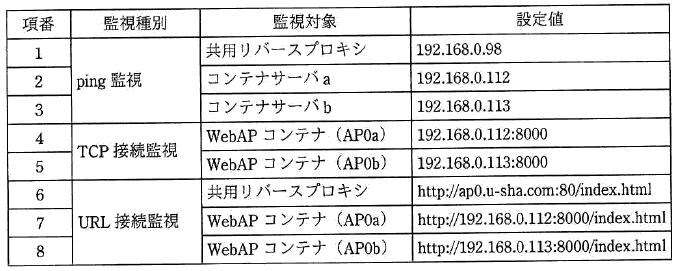 項番 監視種別 監視対象 設定値
1 ping 監視 共用リバースプロキシ 192.168.0.98
2 コンテナサーバ a 192.168.0.112
3 コンテナサーバ b 192.168.0.113
4 TCP 接続監視 WebAP コンテナ（AP0a） 192.168.0.112:8000
5 WebAP コンテナ（AP0b） 192.168.0.113:8000
6 URL 接続監視 共用リバースプロキシ http://ap0.u-sha.com:80/index.html
7 WebAP コンテナ（AP0a） http://192.168.0.112:8000/index.html
8 WebAP コンテナ（AP0b） http://192.168.0.113:8000/index.html